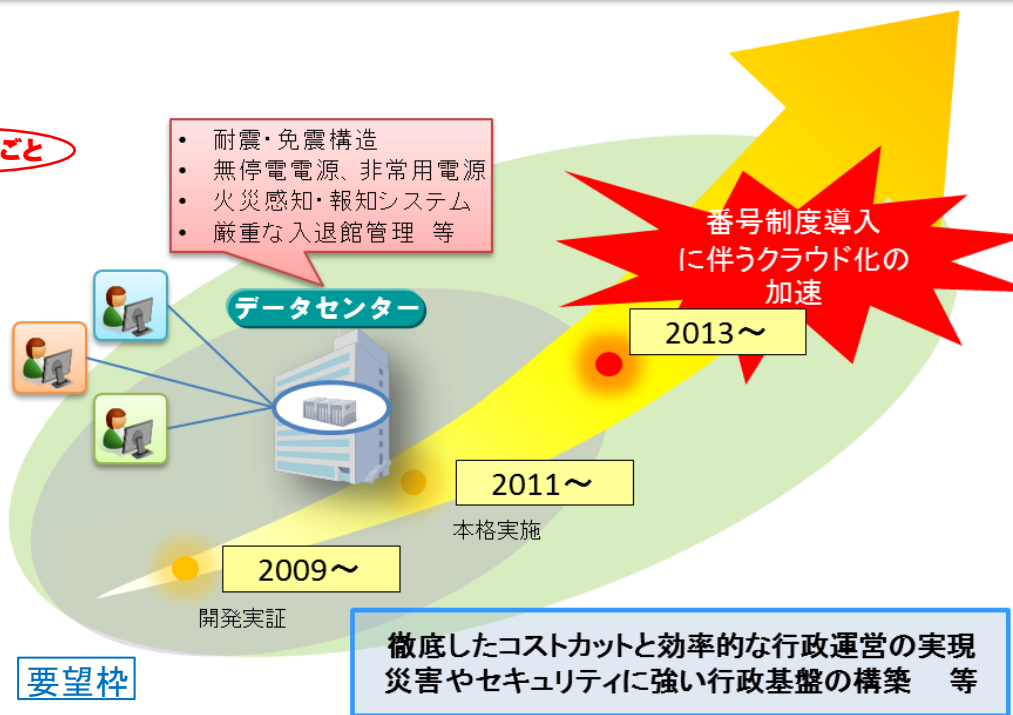 ごと
・ 耐震・免震構造
・ 無停電電源、非常用電源
・ 火災感知・報知システム
・ 厳重な入退館管理 等
データセンター
番号制度導入
に伴うクラウド化の
加速
2013～
2011～
本格実施
2009～
開発実証
徹底したコストカットと効率的な行政運営の実現
災害やセキュリティに強い行政基盤の構築 等
要望枠